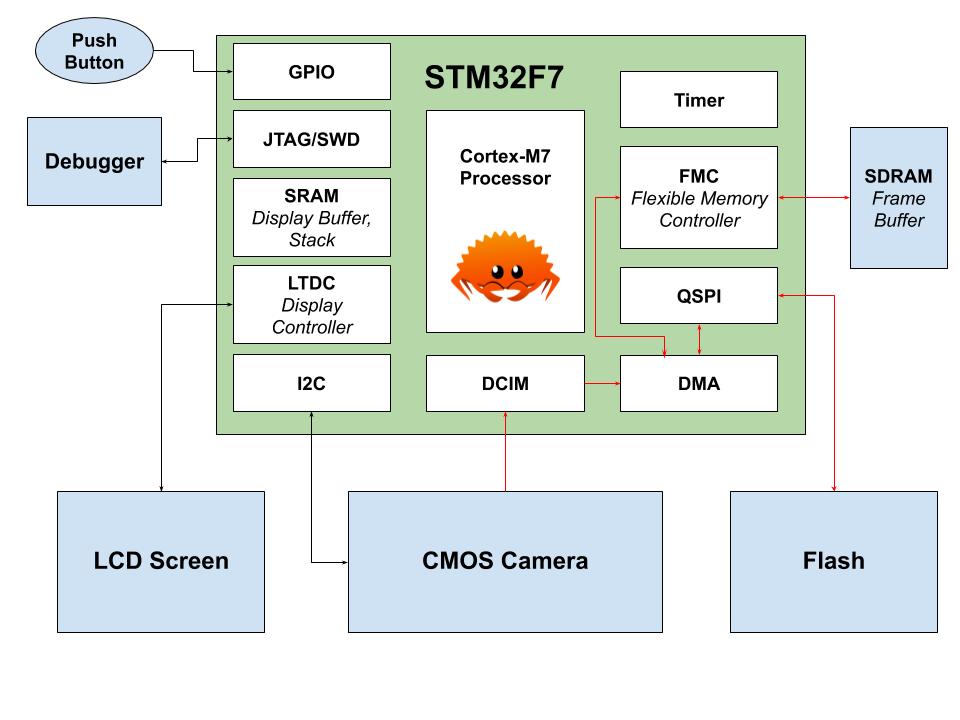 Push
Button
GPIO
STM32F7
Timer
Debugger
JTAG/SWD
Cortex-M7
Processor
FMC
Flexible Memory
Controller
SDRAM
Frame
Buffer
SRAM
Display Buffer,
Stack
LTDC
Display
Controller
QSPI
I2C
DCIM
DMA
LCD Screen
CMOS Camera
Flash